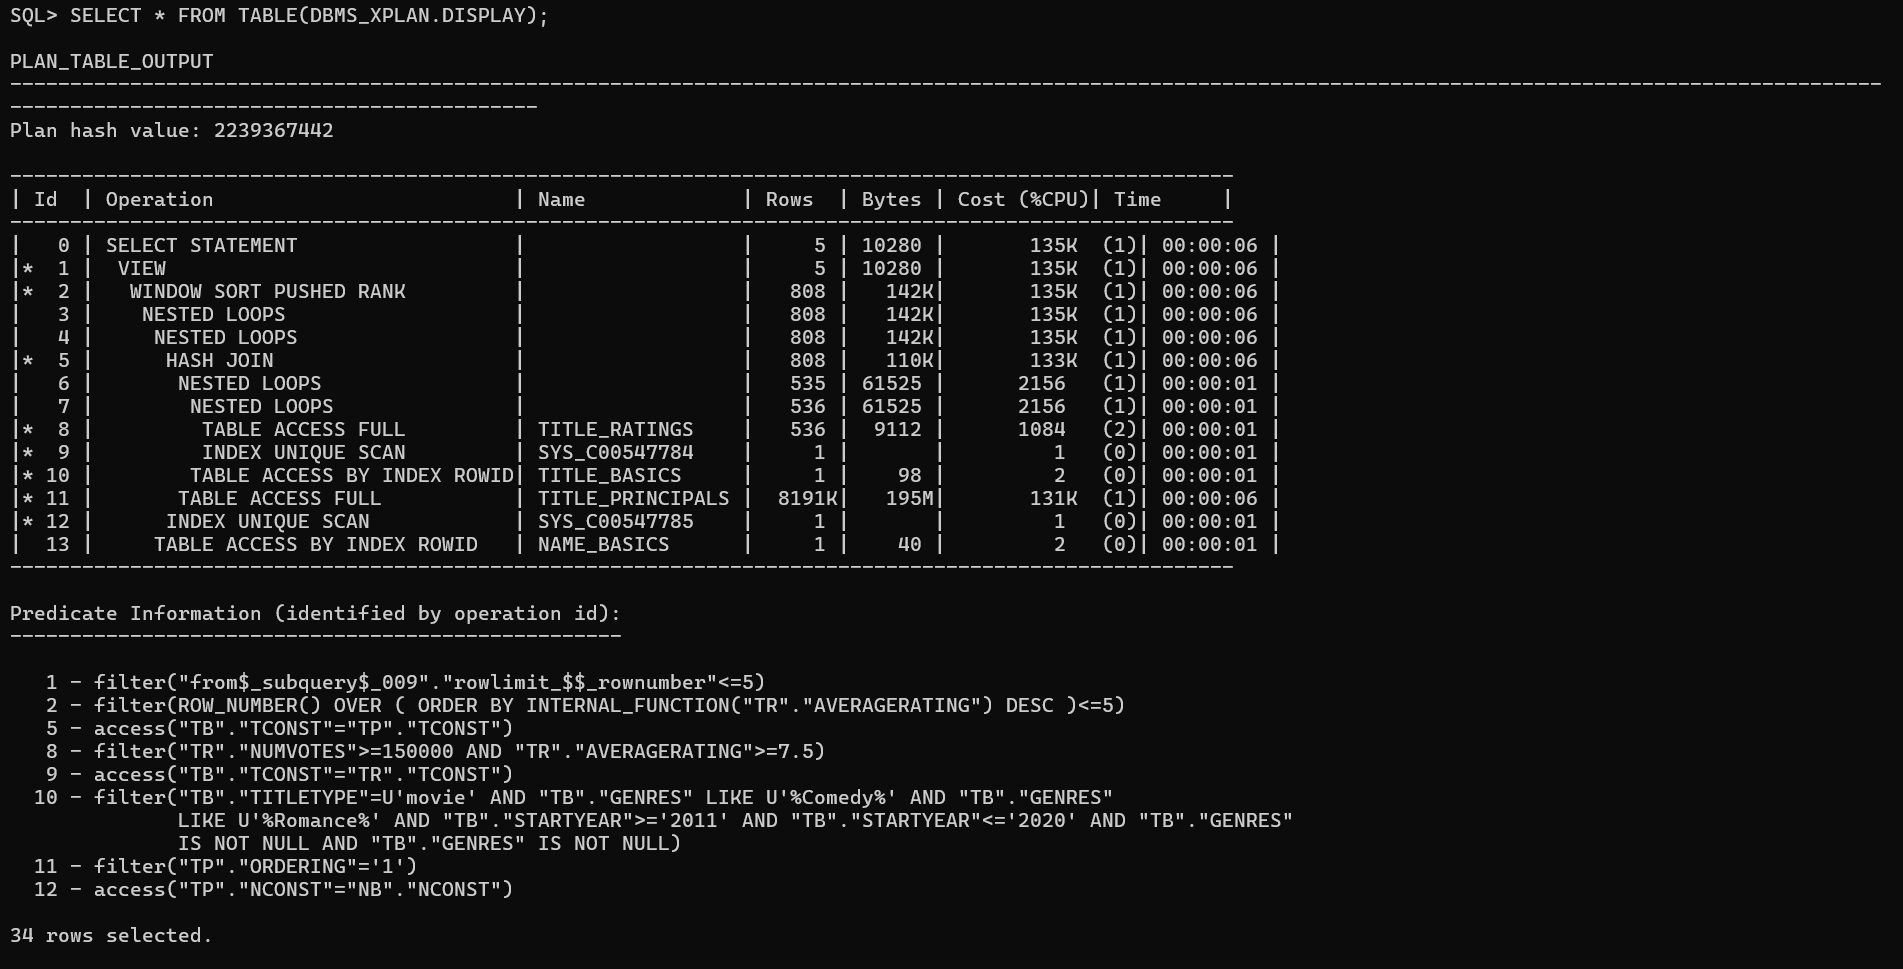 SQL> SELECT * FROM TABLE(DBMS_XPLAN.DISPLAY);

PLAN_TABLE_OUTPUT
------------------------------------------------------------------------------------------------------------------------------------------------------------
--------------------------------------------
Plan hash value: 2239367442

------------------------------------------------------------------------------------------------------
| Id  | Operation                         | Name             | Rows  | Bytes | Cost (%CPU)| Time     |
------------------------------------------------------------------------------------------------------
|   0 | SELECT STATEMENT                  |                  |     5 | 10280 |       135K  (1)| 00:00:06 |
|*  1 |  VIEW                             |                  |     5 | 10280 |       135K  (1)| 00:00:06 |
|*  2 |   WINDOW SORT PUSHED RANK         |                  |   808 |   142K|       135K  (1)| 00:00:06 |
|   3 |    NESTED LOOPS                   |                  |   808 |   142K|       135K  (1)| 00:00:06 |
|   4 |     NESTED LOOPS                  |                  |   808 |   142K|       135K  (1)| 00:00:06 |
|*  5 |      HASH JOIN                    |                  |   808 |   110K|       133K  (1)| 00:00:06 |
|   6 |       NESTED LOOPS                |                  |   535 | 61525 |      2156   (1)| 00:00:01 |
|   7 |        NESTED LOOPS               |                  |   536 | 61525 |      2156   (1)| 00:00:01 |
|*  8 |         TABLE ACCESS FULL         | TITLE_RATINGS    |   536 |  9112 |      1084   (2)| 00:00:01 |
|*  9 |         INDEX UNIQUE SCAN         | SYS_C00547784    |     1 |       |         1   (0)| 00:00:01 |
|* 10 |        TABLE ACCESS BY INDEX ROWID| TITLE_BASICS     |     1 |    98 |         2   (0)| 00:00:01 |
|* 11 |       TABLE ACCESS FULL           | TITLE_PRINCIPALS |  8191K|   195M|       131K  (1)| 00:00:06 |
|* 12 |      INDEX UNIQUE SCAN            | SYS_C00547785    |     1 |       |         1   (0)| 00:00:01 |
|  13 |     TABLE ACCESS BY INDEX ROWID   | NAME_BASICS      |     1 |    40 |         2   (0)| 00:00:01 |
------------------------------------------------------------------------------------------------------

Predicate Information (identified by operation id):
---------------------------------------------------

   1 - filter("from$_subquery$_009"."rowlimit_$$_rownumber"<=5)
   2 - filter(ROW_NUMBER() OVER ( ORDER BY INTERNAL_FUNCTION("TR"."AVERAGERATING") DESC )<=5)
   5 - access("TB"."TCONST"="TP"."TCONST")
   8 - filter("TR"."NUMVOTES">=150000 AND "TR"."AVERAGERATING">=7.5)
   9 - access("TB"."TCONST"="TR"."TCONST")
  10 - filter("TB"."TITLETYPE"=U'movie' AND "TB"."GENRES" LIKE U'%Comedy%' AND "TB"."GENRES"
              LIKE U'%Romance%' AND "TB"."STARTYEAR">='2011' AND "TB"."STARTYEAR"<='2020' AND "TB"."GENRES"
              IS NOT NULL AND "TB"."GENRES" IS NOT NULL)
  11 - filter("TP"."ORDERING"='1')
  12 - access("TP"."NCONST"="NB"."NCONST")

34 rows selected.